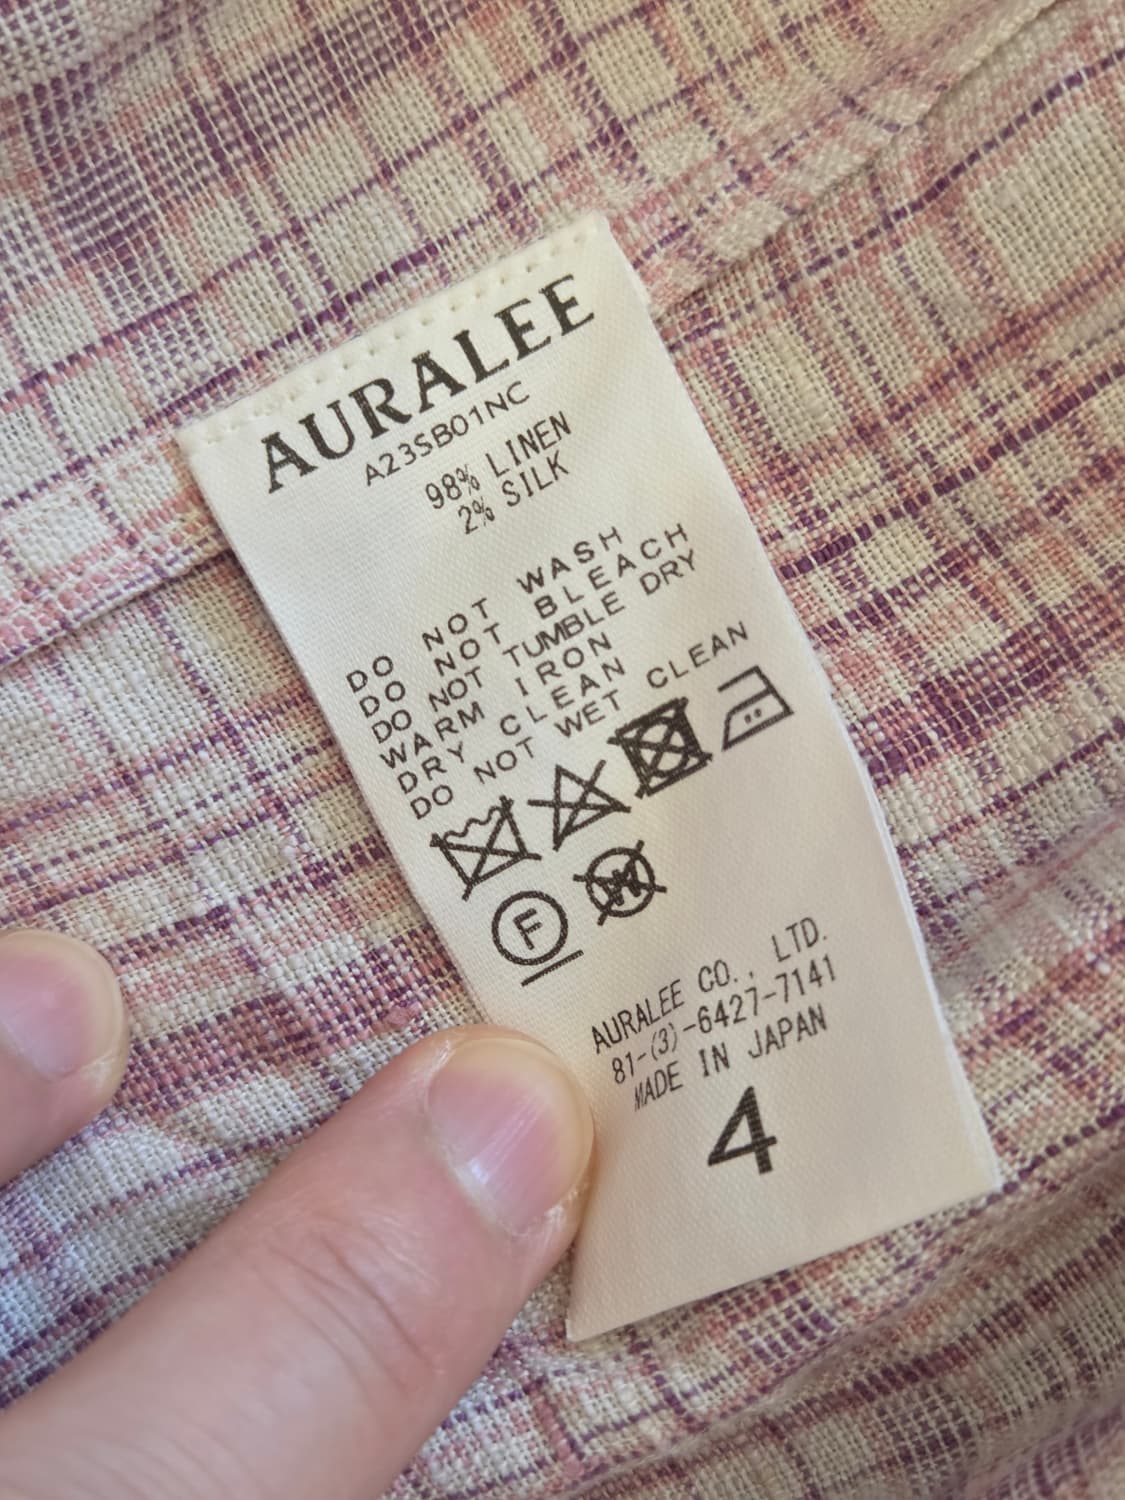 AURALEE
A23SB01NC
98% LINEN
2% SILK
DO NOT WASH
DO NOT BLEACH
DO NOT TUMBLE DRY
WARM IRON
DRY CLEAN
DO NOT WET CLEAN
F W
AURALEE CO., LTD.
81-(3)-6427-7141
MADE IN JAPAN
4